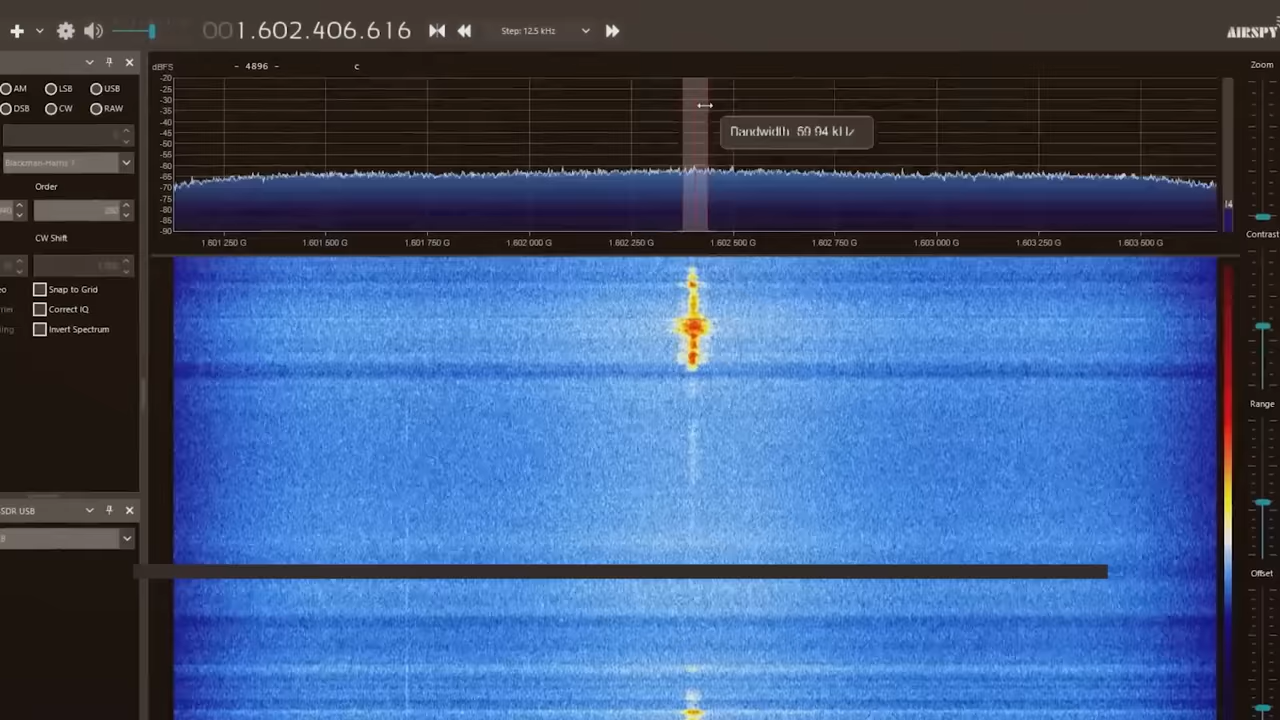 001.602.406.616
Step: 12.5 kHz
AIRSPY
Zoom
dBFS
- 4896 -
c
AM
LSB
USB
DSB
CW
RAW
-20
-25
-30
-35
-40
-45
-50
-55
-60
-65
-70
-75
-80
-85
-90
Bandwidth 59.94 kHz
Order
CW Shift
Snap to Grid
Correct IQ
Invert Spectrum
1.601 250 G
1.601 500 G
1.601 750 G
1.602 000 G
1.602 250 G
1.602 500 G
1.602 750 G
1.603 000 G
1.603 250 G
1.603 500 G
14
Contrast
Range
Offset
SDR USB